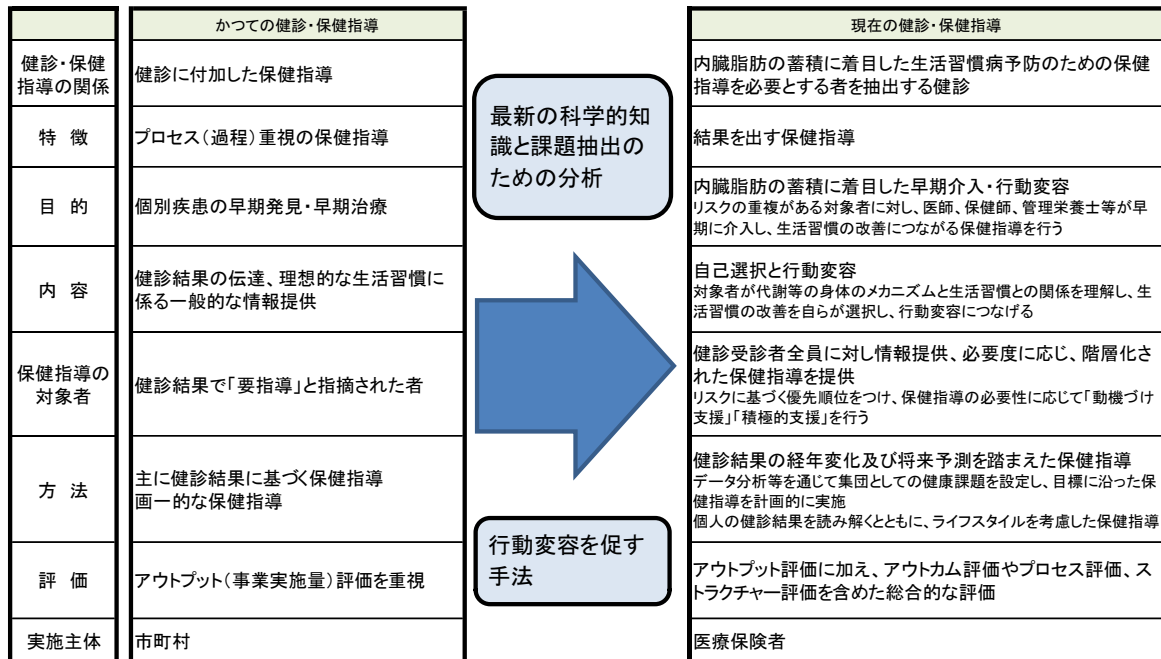 かつての健診・保健指導
現在の健診・保健指導
健診・保健
指導の関係
健診に付加した保健指導
内臓脂肪の蓄積に着目した生活習慣病予防のための保健
指導を必要とする者を抽出する健診
特 徴
プロセス(過程)重視の保健指導
結果を出す保健指導
目 的
個別疾患の早期発見・早期治療
内臓脂肪の蓄積に着目した早期介入・行動変容
リスクの重複がある対象者に対し、医師、保健師、管理栄養士等が早
期に介入し、生活習慣の改善につながる保健指導を行う
内 容
健診結果の伝達、理想的な生活習慣に
係る一般的な情報提供
自己選択と行動変容
対象者が代謝等の身体のメカニズムと生活習慣との関係を理解し、生
活習慣の改善を自らが選択し、行動変容につなげる
保健指導の
対象者
健診結果で「要指導」と指摘された者
健診受診者全員に対し情報提供、必要度に応じ、階層化さ
れた保健指導を提供
リスクに基づく優先順位をつけ、保健指導の必要性に応じて「動機づけ
支援」「積極的支援」を行う
方 法
主に健診結果に基づく保健指導
画一的な保健指導
健診結果の経年変化及び将来予測を踏まえた保健指導
データ分析等を通じて集団としての健康課題を設定し、目標に沿った保
健指導を計画的に実施
個人の健診結果を読み解くとともに、ライフスタイルを考慮した保健指導
評 価
アウトプット(事業実施量)評価を重視
アウトプット評価に加え、アウトカム評価やプロセス評価、ス
トラクチャー評価を含めた総合的な評価
実施主体
市町村
医療保険者
最新の科学的知
識と課題抽出の
ための分析
行動変容を促す
手法